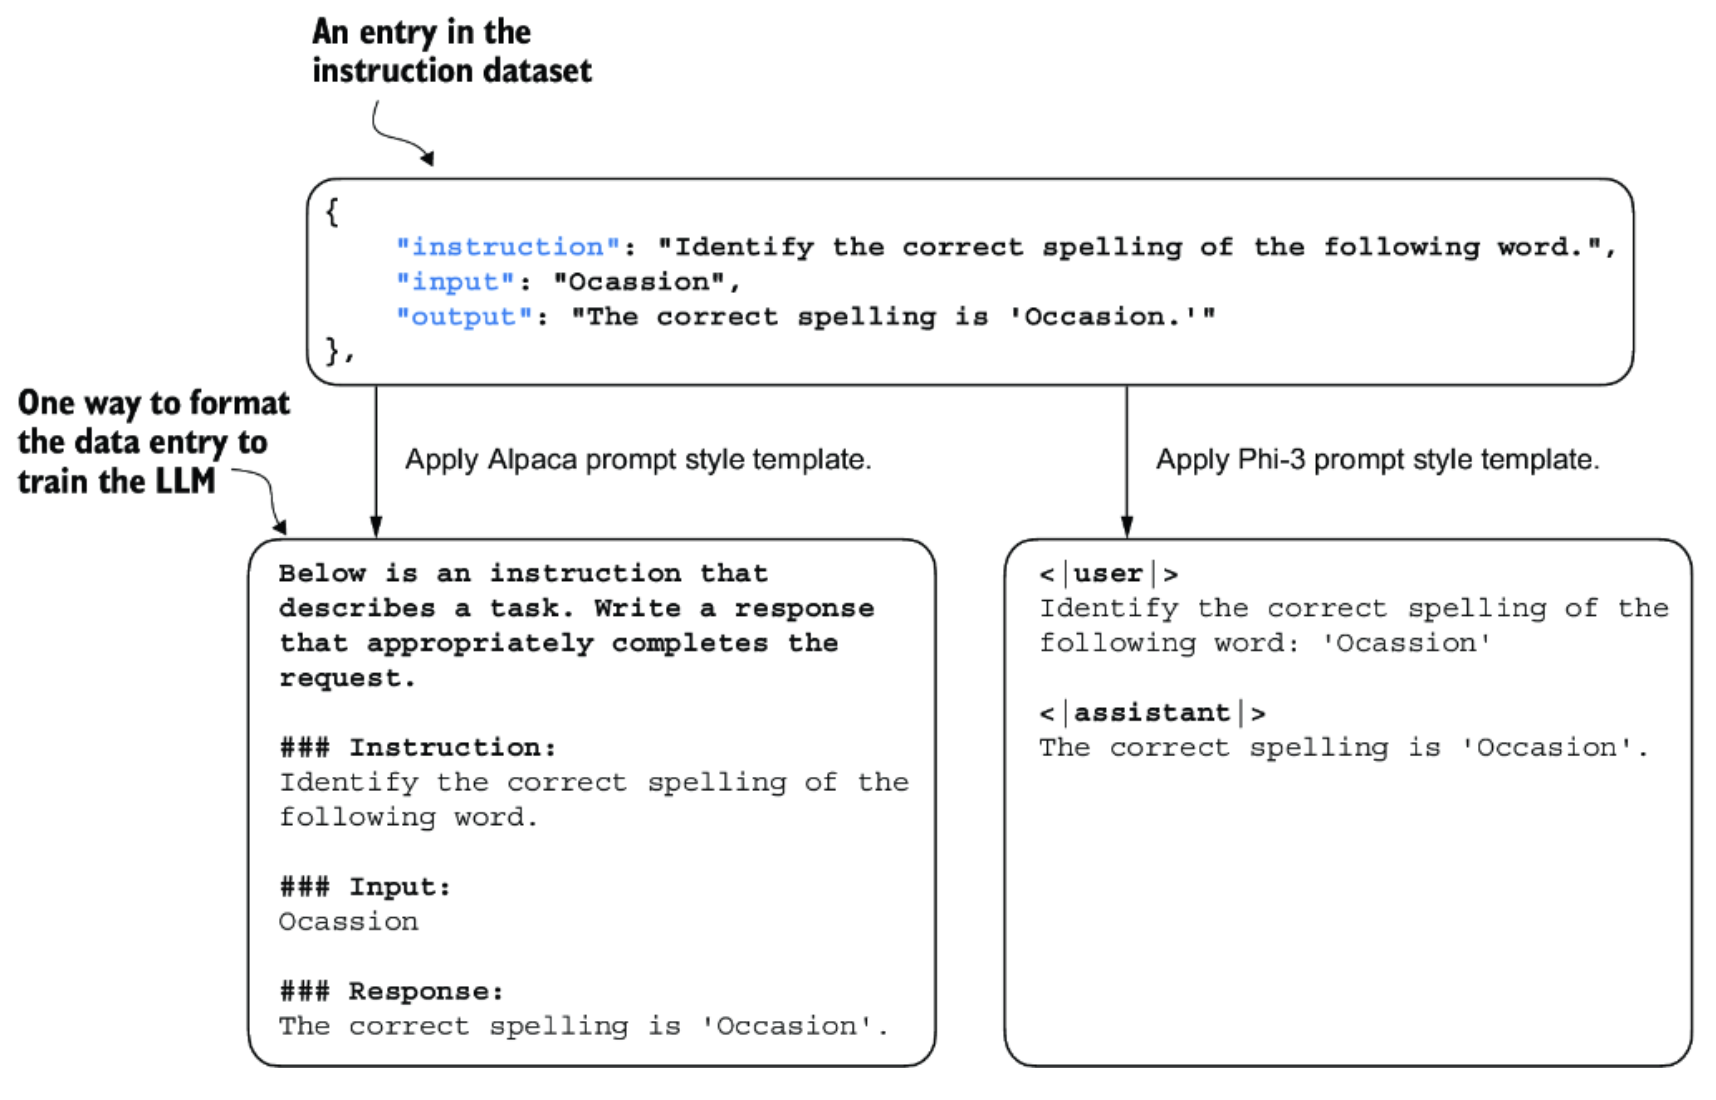 An entry in the
instruction dataset
{
"instruction": "Identify the correct spelling of the following word.",
"input": "Ocassion",
"output": "The correct spelling is 'Occasion.'"
},
One way to format
the data entry to
train the LLM
Apply Alpaca prompt style template.
Apply Phi-3 prompt style template.
Below is an instruction that
describes a task. Write a response
that appropriately completes the
request.
### Instruction:
Identify the correct spelling of the
following word.
### Input:
Ocassion
### Response:
The correct spelling is 'Occasion'.
<|user|>
Identify the correct spelling of the
following word: 'Ocassion'
<|assistant|>
The correct spelling is 'Occasion'.